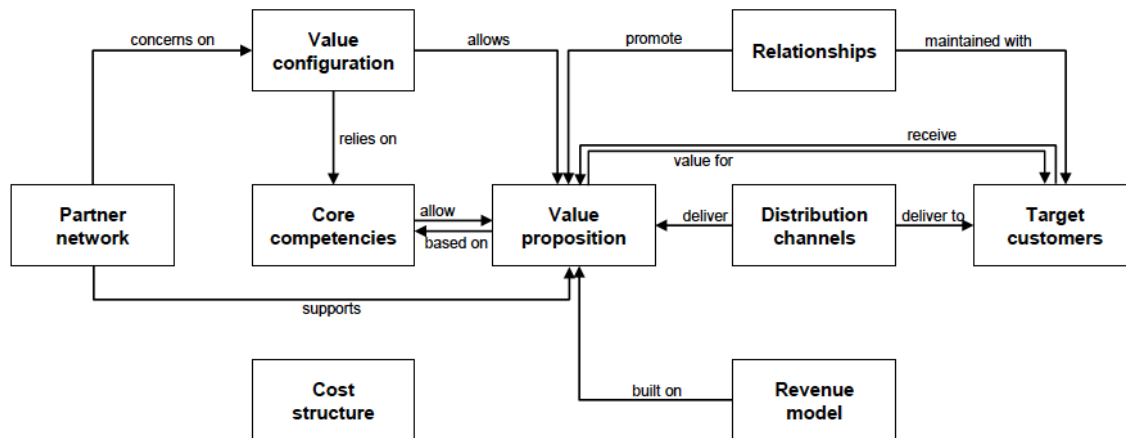 concerns on
Value
configuration
allows
promote
Relationships
maintained with
relies on
receive
value for
Partner
network
Core
competencies
allow
based on
Value
proposition
deliver
Distribution
channels
deliver to
Target
customers
supports
Cost
structure
built on
Revenue
model